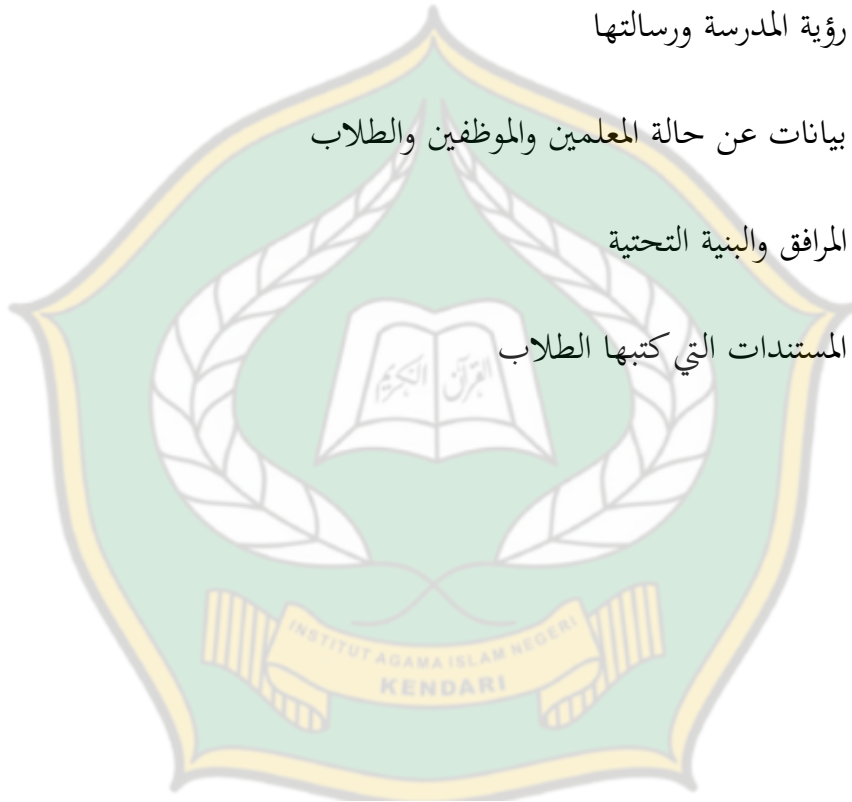 رؤية المدرسة ورسالتها
بيانات عن حالة المعلمين والموظفين والطلاب
المرافق والبنية التحتية
المستندات التي كتبها الطلاب
القرآن الكريم
INSTITUT AGAMA ISLAM NEGERI
KENDARI